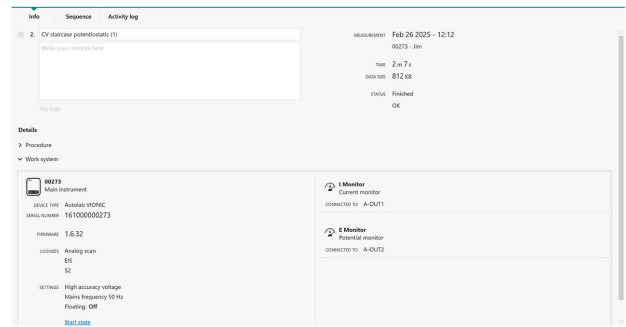 Info Sequence Activity log
2. CV staircase potentiostatic (1)
Write your remarks here
No tags
MEASUREMENT Feb 26 2025 - 12:12
00273 - Jim
TIME 2 m 7 s
DATA SIZE 812 KB
STATUS Finished
OK
Details
Procedure
Work system
00273
Main instrument
DEVICE TYPE Autolab VIONIC
SERIAL NUMBER 161000000273
FIRMWARE 1.6.32
LICENSES Analog scan
EIS
S2
SETTINGS High accuracy voltage
Mains frequency 50 Hz
Floating: Off
Start state
I Monitor
Current monitor
CONNECTED TO A-OUT1
E Monitor
Potential monitor
CONNECTED TO A-OUT2